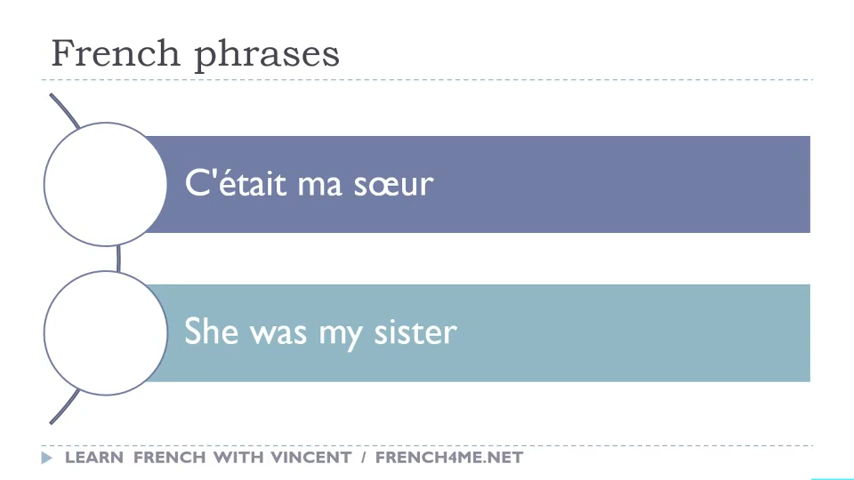 French phrases
C'était ma sœur
She was my sister
LEARN FRENCH WITH VINCENT / FRENCH4ME.NET